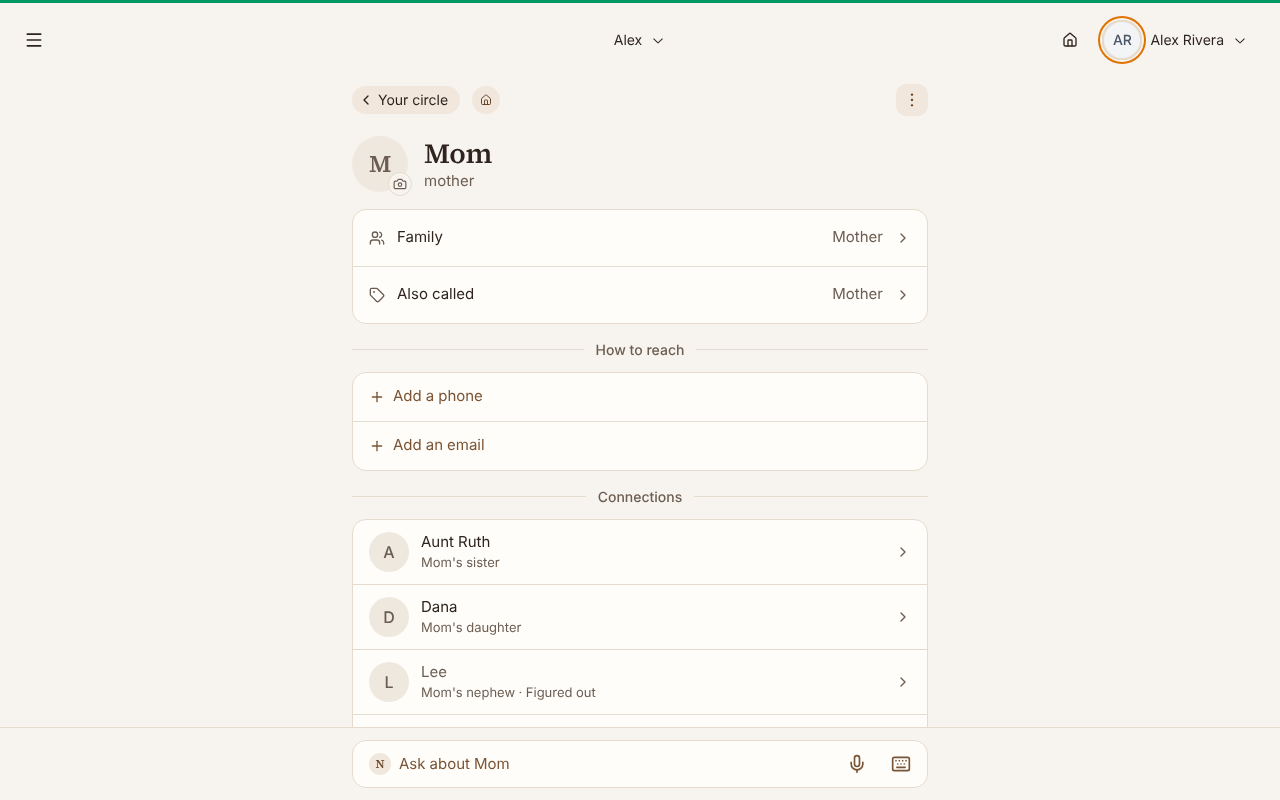 Alex
AR Alex Rivera
Your circle
M
Mom
mother
Family Mother
Also called Mother
How to reach
Add a phone
Add an email
Connections
A
Aunt Ruth
Mom's sister
D
Dana
Mom's daughter
L
Lee
Mom's nephew · Figured out
N Ask about Mom